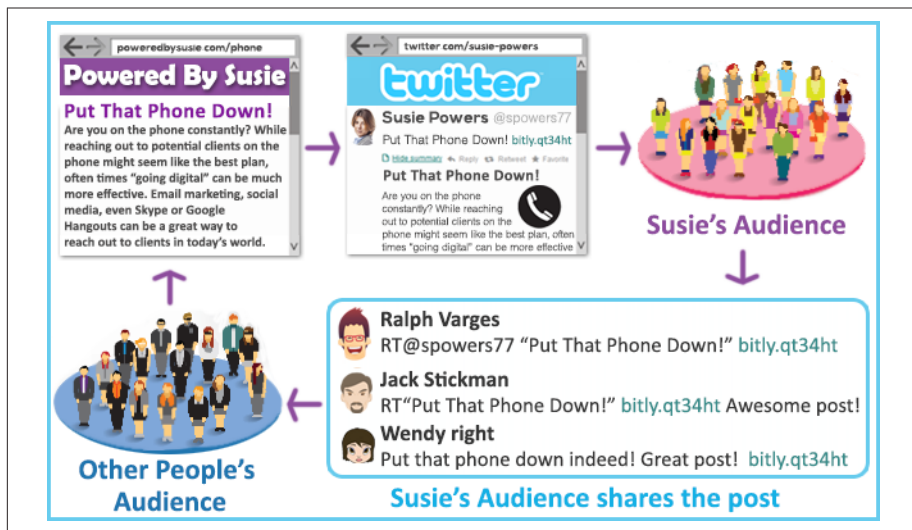 poweredbysusie com/phone
Powered By Susie
Put That Phone Down!
Are you on the phone constantly? While
reaching out to potential clients on the
phone might seem like the best plan,
often times "going digital" can be much
more effective. Email marketing, social
media, even Skype or Google
Hangouts can be a great way to
reach out to clients in today's world.
twitter com/susie-powers
twitter
Susie Powers @spowers77
Put That Phone Down! bitly.qt34ht
Hide summary Reply Retweet Favorite
Put That Phone Down!
Are you on the phone
constantly? While reaching
out to potential clients on the
phone might seem like the best plan, often
times "going digital" can be more effective
Susie's Audience
Ralph Varges
RT@spowers77 "Put That Phone Down!" bitly.qt34ht
Jack Stickman
RT"Put That Phone Down!" bitly.qt34ht Awesome post!
Wendy right
Put that phone down indeed! Great post! bitly.qt34ht
Susie's Audience shares the post
Other People's
Audience